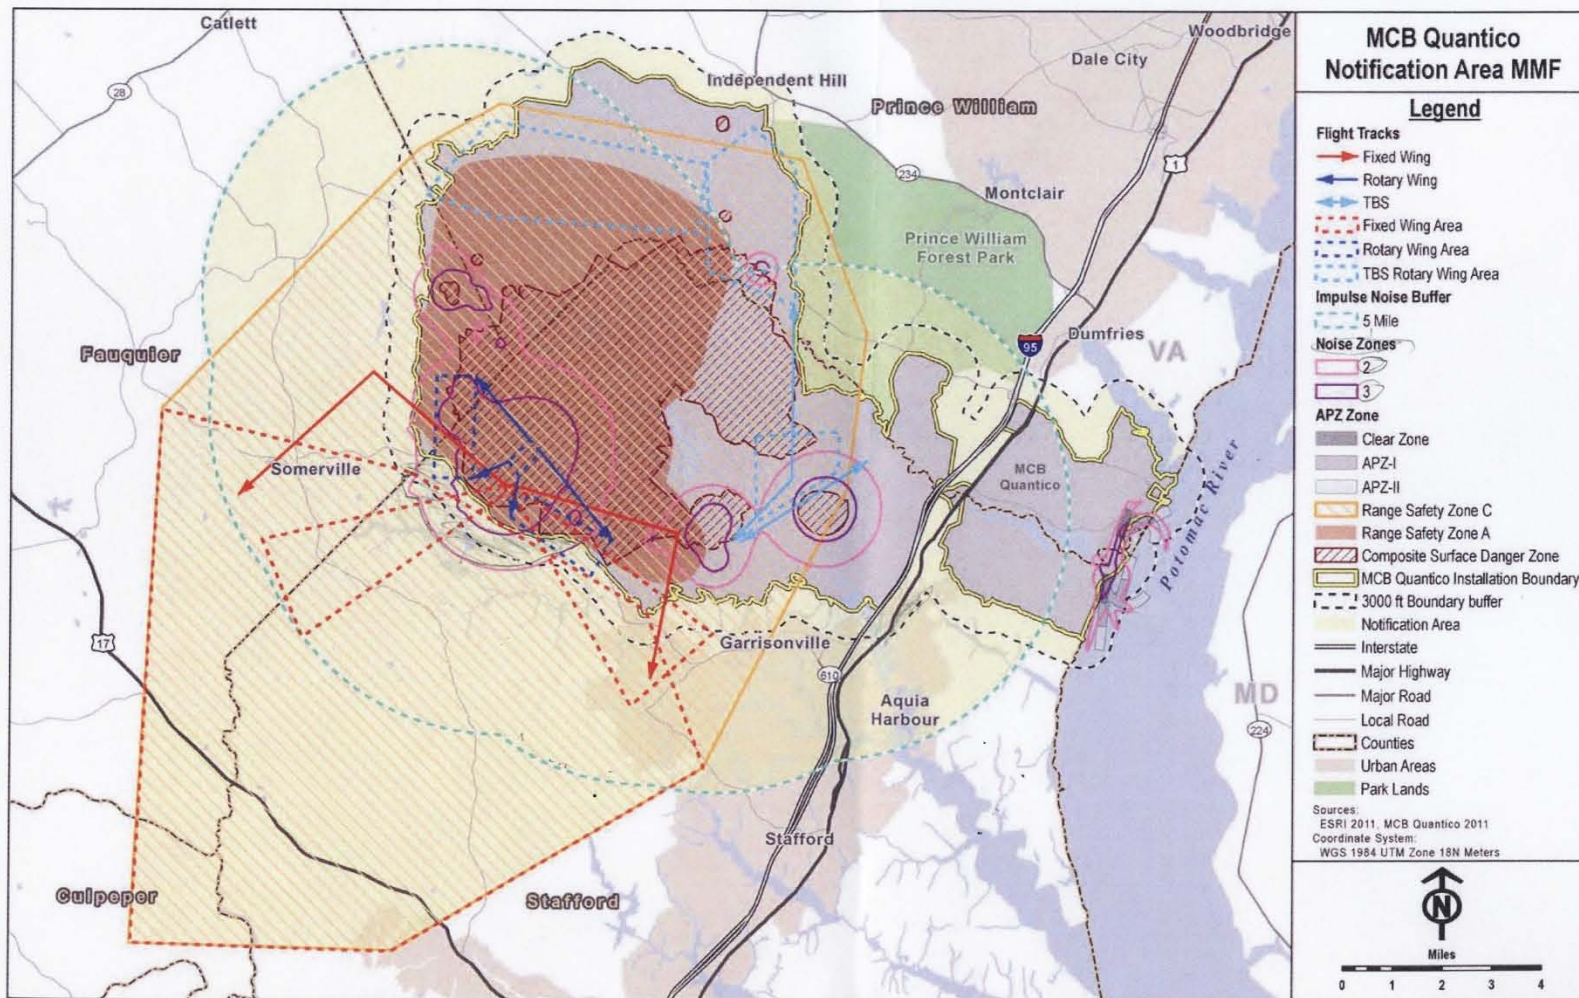 Catlett
28
Independent Hill
Prince William
Dale City
Woodbridge
1
234
Montclair
Prince William
Forest Park
Dumfries
95
VA
Fauquier
Somerville
MCB
Quantico
Potomac River
17
Garrisonville
610
Aquia
Harbour
MD
224
Stafford
Culpeper
Stafford
MCB Quantico
Notification Area MMF
Legend
Flight Tracks
Fixed Wing
Rotary Wing
TBS
Fixed Wing Area
Rotary Wing Area
TBS Rotary Wing Area
Impulse Noise Buffer
5 Mile
Noise Zones
2
3
APZ Zone
Clear Zone
APZ-I
APZ-II
Range Safety Zone C
Range Safety Zone A
Composite Surface Danger Zone
MCB Quantico Installation Boundary
3000 ft Boundary buffer
Notification Area
Interstate
Major Highway
Major Road
Local Road
Counties
Urban Areas
Park Lands
Sources:
ESRI 2011, MCB Quantico 2011
Coordinate System:
WGS 1984 UTM Zone 18N Meters
N
Miles
0 1 2 3 4